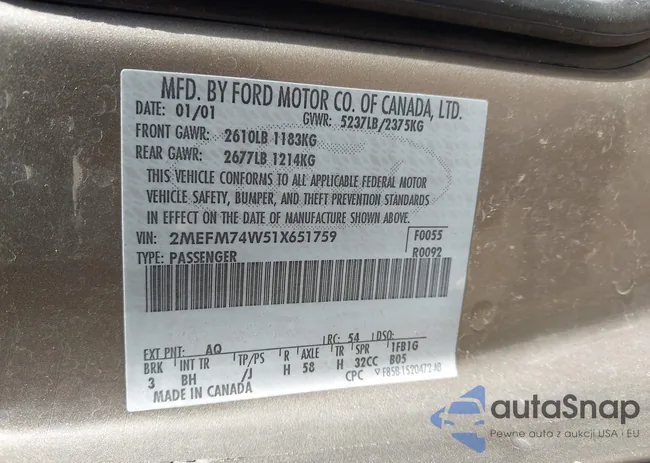 MFD. BY FORD MOTOR CO. OF CANADA, LTD.
DATE: 01/01 GVWR: 5237LB/2375KG
FRONT GAWR: 2610LB 1183KG
REAR GAWR: 2677LB 1214KG
THIS VEHICLE CONFORMS TO ALL APPLICABLE FEDERAL MOTOR
VEHICLE SAFETY, BUMPER, AND THEFT PREVENTION STANDARDS
IN EFFECT ON THE DATE OF MANUFACTURE SHOWN ABOVE.
VIN: 2MEFM74W51X651759 F0055
TYPE: PASSENGER R0092
EXT PNT: AQ RC: 54 DSO:
BRK INT TR TP/PS R AXLE TR SPR 1FB1G
3 BH /J H 58 H 32CC B05
MADE IN CANADA CPC F85B-1520472-AB
autoSnap
Pewne auta z aukcji USA i EU